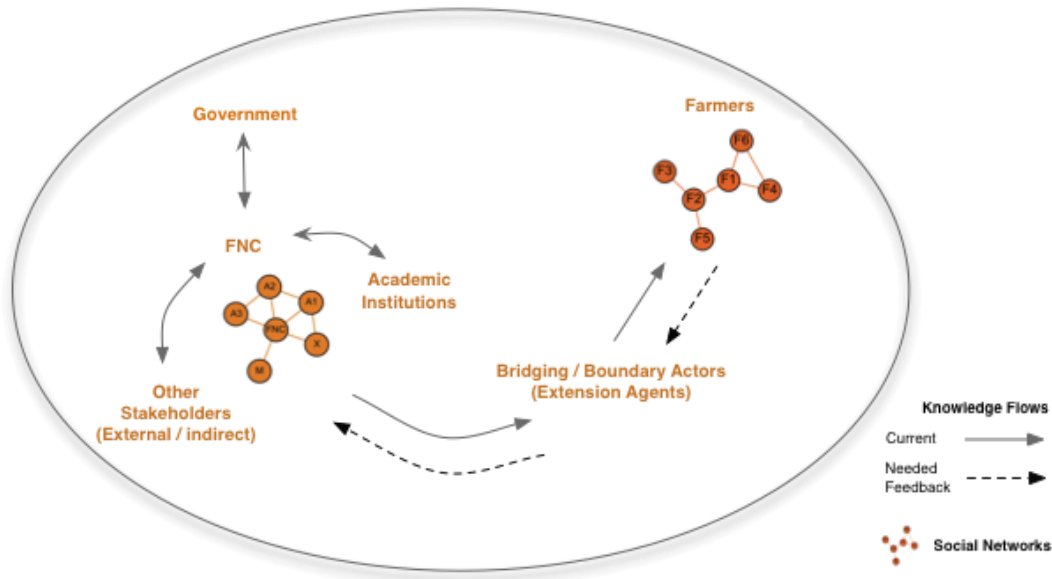 Government
Farmers
F6
F3
F1
F4
F2
F5
FNC
Academic
Institutions
A2
A1
A3
FNC
X
M
Bridging / Boundary Actors
(Extension Agents)
Other
Stakeholders
(External / indirect)
Knowledge Flows
Current
Needed
Feedback
Social Networks